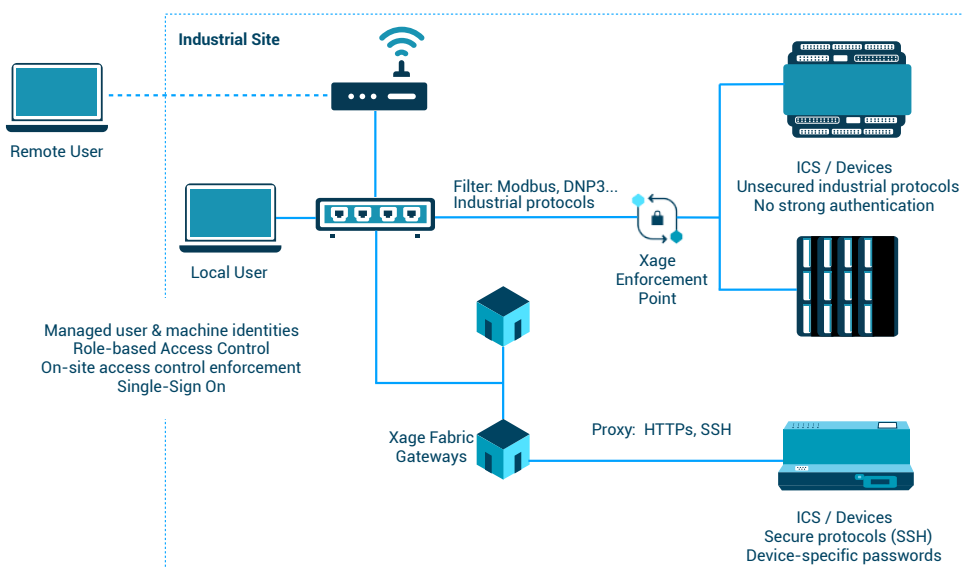 Industrial Site
Remote User
ICS / Devices
Unsecured industrial protocols
No strong authentication
Filter: Modbus, DNP3...
Industrial protocols
Local User
Xage
Enforcement
Point
Managed user & machine identities
Role-based Access Control
On-site access control enforcement
Single-Sign On
Xage Fabric
Gateways
Proxy: HTTPs, SSH
ICS / Devices
Secure protocols (SSH)
Device-specific passwords